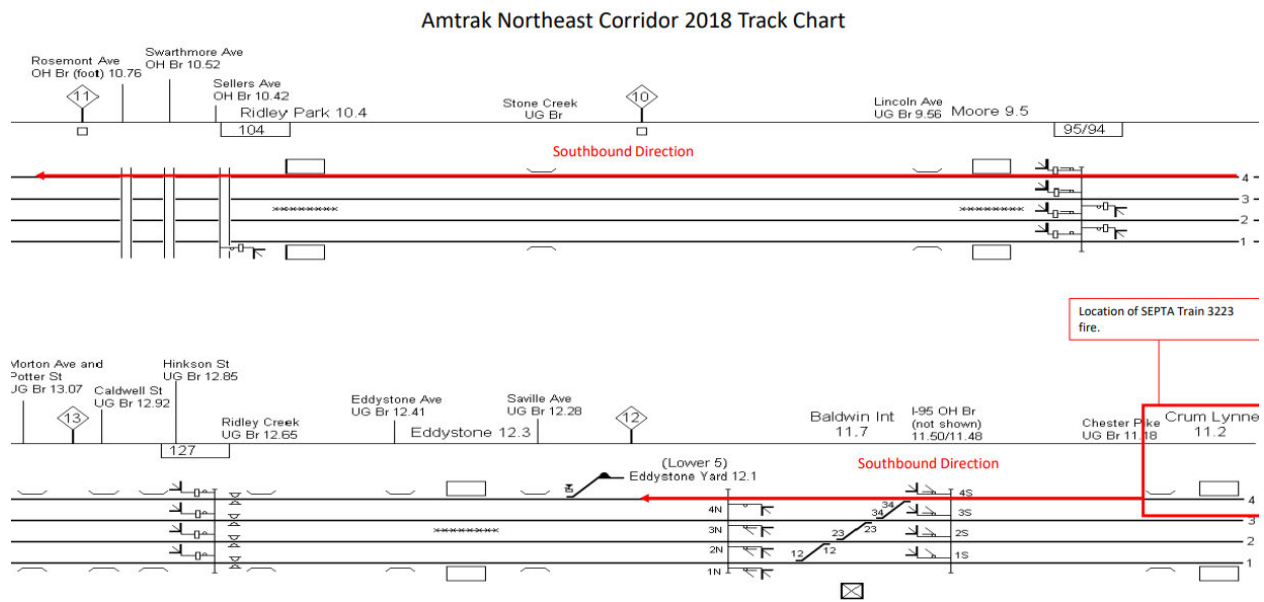 Amtrak Northeast Corridor 2018 Track Chart
Rosemont Ave
OH Br (foot) 10.76
Swarthmore Ave
OH Br 10.52
Sellers Ave
OH Br 10.42
Ridley Park 10.4
Stone Creek
UG Br
Lincoln Ave
UG Br 9.56
Moore 9.5
11
10
104
95/94
Southbound Direction
4
3
2
1
Location of SEPTA Train 3223
fire.
Morton Ave and
Potter St
UG Br 13.07
Caldwell St
UG Br 12.92
Hinkson St
UG Br 12.85
Ridley Creek
UG Br 12.65
Eddystone Ave
UG Br 12.41
Eddystone 12.3
Saville Ave
UG Br 12.28
Baldwin Int
11.7
I-95 OH Br
(not shown)
11.50/11.48
Chester Pike
UG Br 11.18
Crum Lynne
11.2
13
12
127
(Lower 5)
Eddystone Yard 12.1
Southbound Direction
4N
3N
2N
1N
12
12
23
23
34
34
4S
3S
2S
1S
4
3
2
1